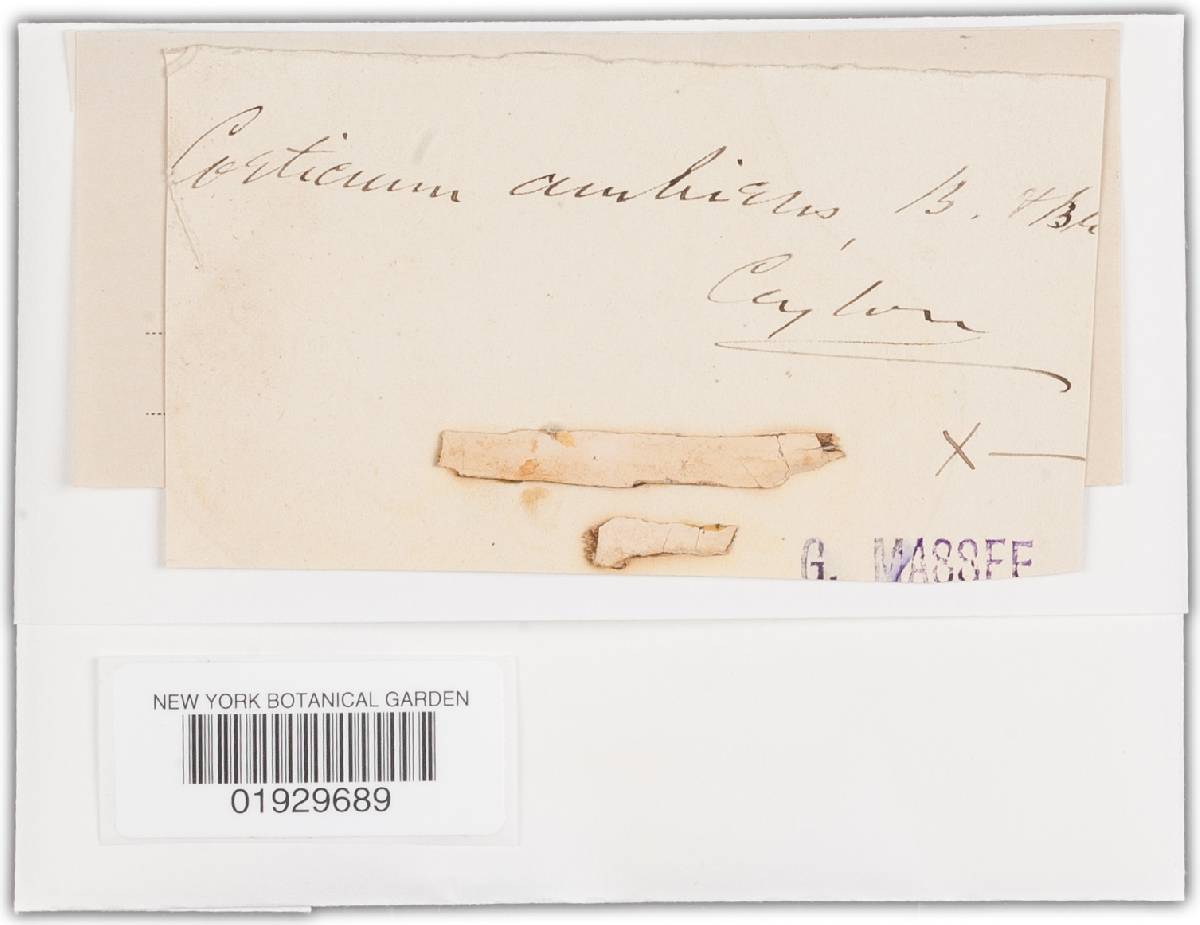 Corticium ambiens, B. & Br
Ceylon
X —
G. MASSEE
NEW YORK BOTANICAL GARDEN
01929689